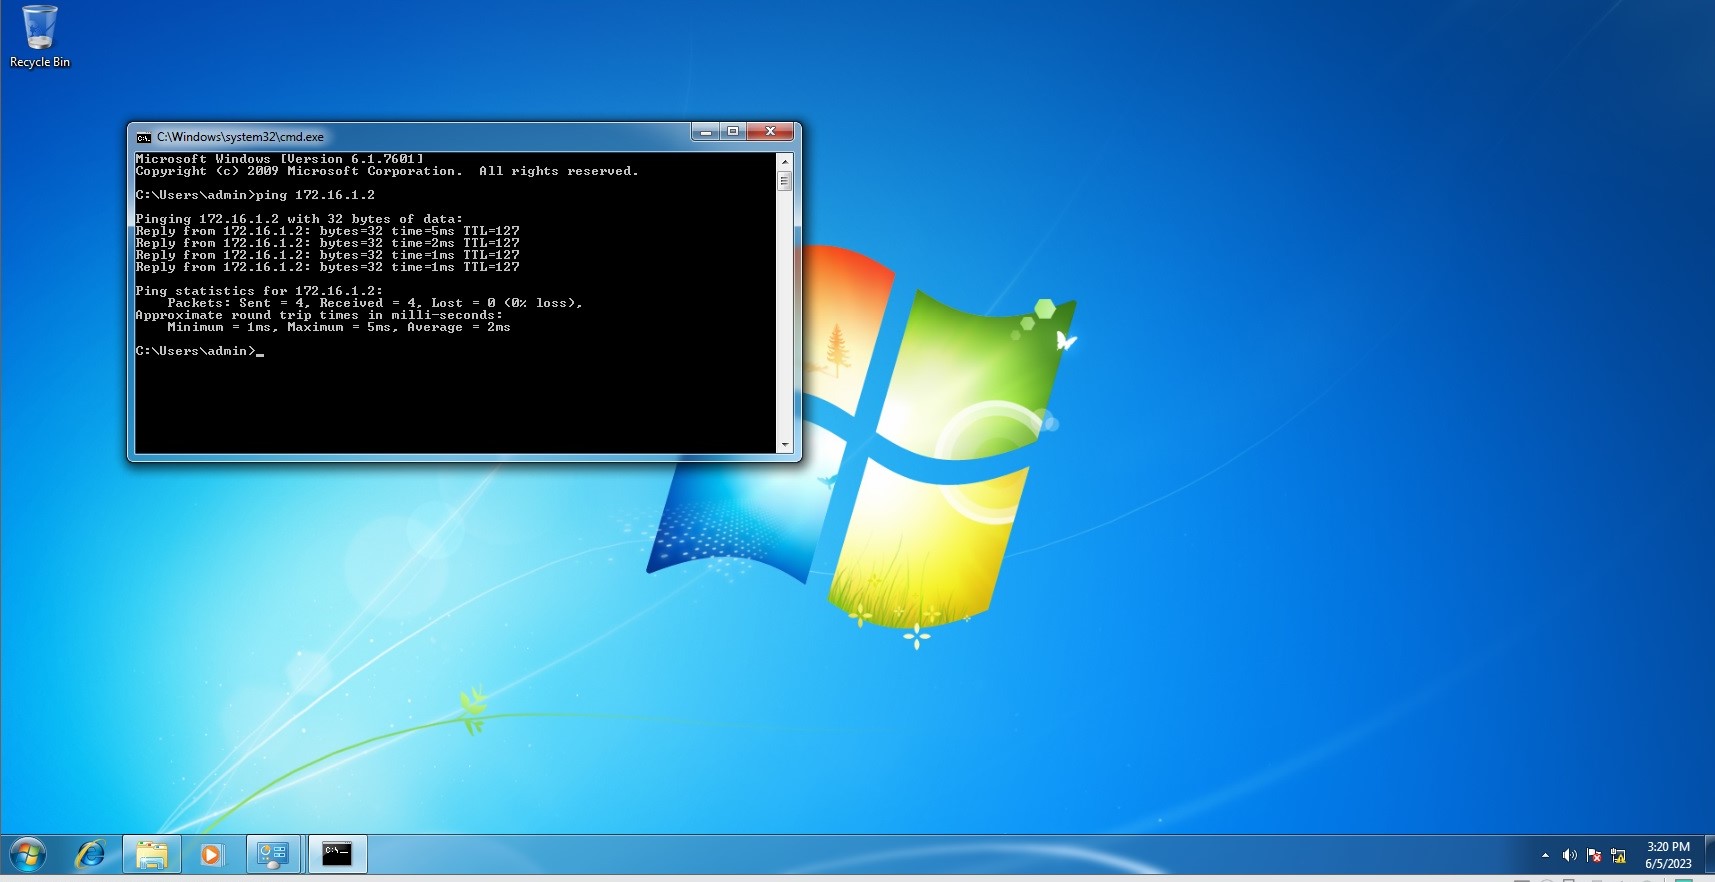 Recycle Bin
C:\Windows\system32\cmd.exe
Microsoft Windows [Version 6.1.7601]
Copyright (c) 2009 Microsoft Corporation.  All rights reserved.
C:\Users\admin>ping 172.16.1.2
Pinging 172.16.1.2 with 32 bytes of data:
Reply from 172.16.1.2: bytes=32 time=5ms TTL=127
Reply from 172.16.1.2: bytes=32 time=2ms TTL=127
Reply from 172.16.1.2: bytes=32 time=1ms TTL=127
Reply from 172.16.1.2: bytes=32 time=1ms TTL=127
Ping statistics for 172.16.1.2:
    Packets: Sent = 4, Received = 4, Lost = 0 (0% loss),
Approximate round trip times in milli-seconds:
    Minimum = 1ms, Maximum = 5ms, Average = 2ms
C:\Users\admin>_
3:20 PM
6/5/2023